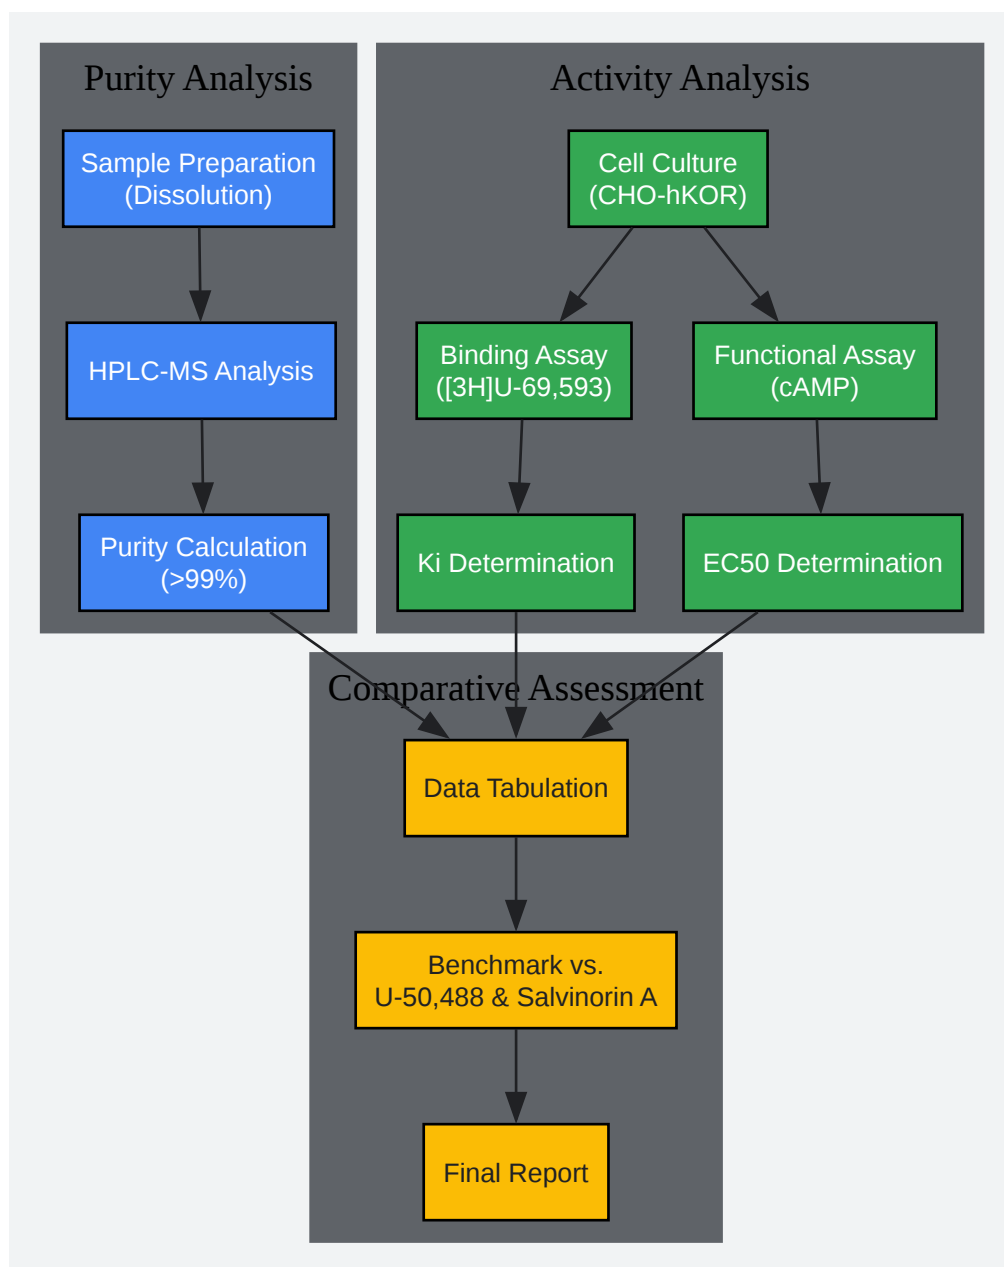 Purity Analysis
Sample Preparation
(Dissolution)
HPLC-MS Analysis
Purity Calculation
(>99%)
Activity Analysis
Cell Culture
(CHO-hKOR)
Binding Assay
([3H]U-69,593)
Functional Assay
(cAMP)
Ki Determination
EC50 Determination
Comparative Assessment
Data Tabulation
Benchmark vs.
U-50,488 & Salvinorin A
Final Report